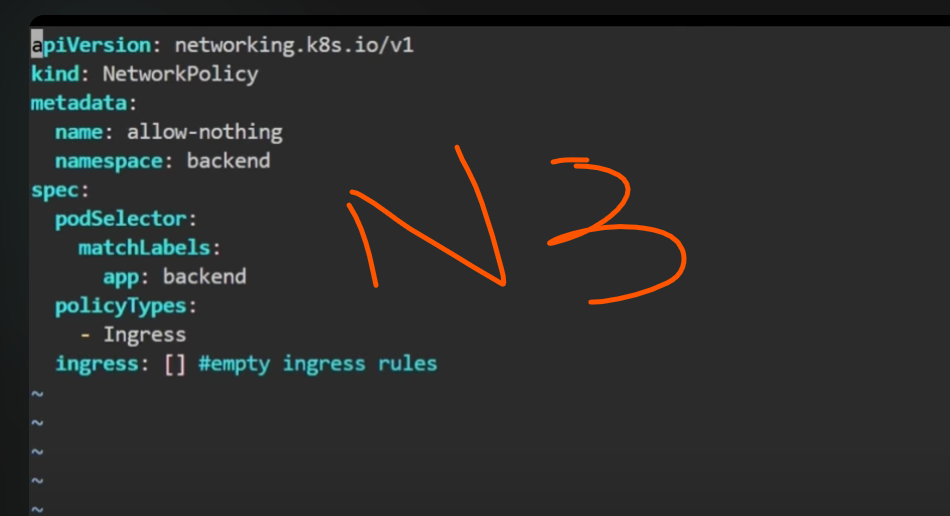 apiVersion: networking.k8s.io/v1
kind: NetworkPolicy
metadata:
  name: allow-nothing
  namespace: backend
spec:
  podSelector:
    matchLabels:
      app: backend
  policyTypes:
    - Ingress
  ingress: [] #empty ingress rules
~
~
~
~
~
N3